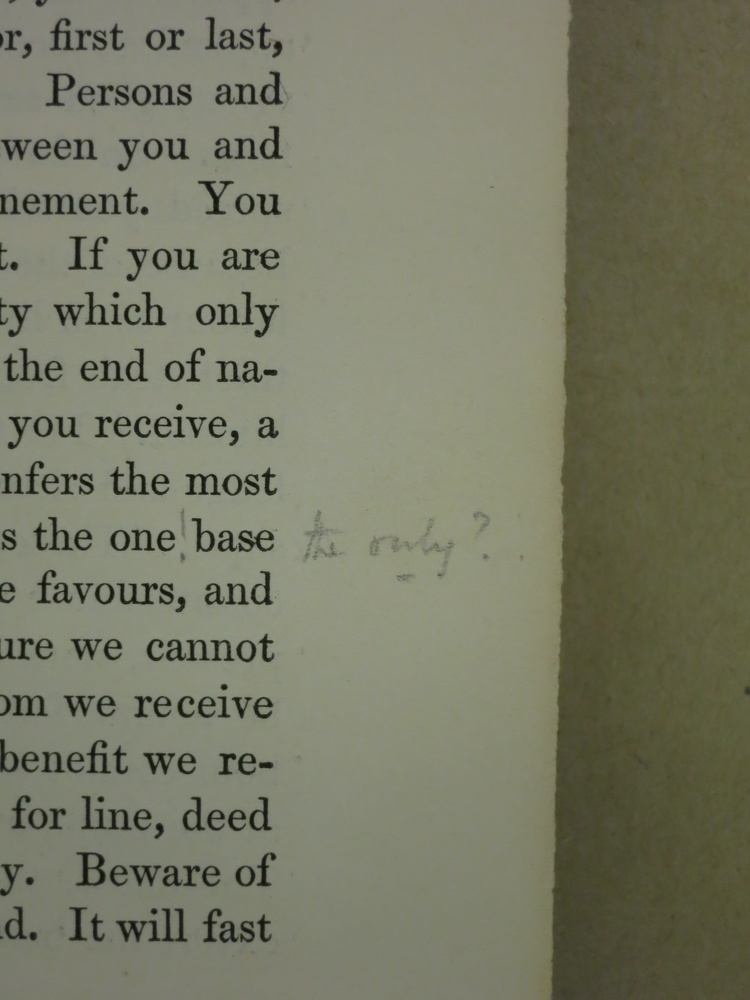 or, first or last,
Persons and
ween you and
nement. You
t. If you are
ty which only
the end of na-
you receive, a
nfers the most
s the one base the only?
e favours, and
ure we cannot
om we receive
benefit we re-
for line, deed
y. Beware of
d. It will fast